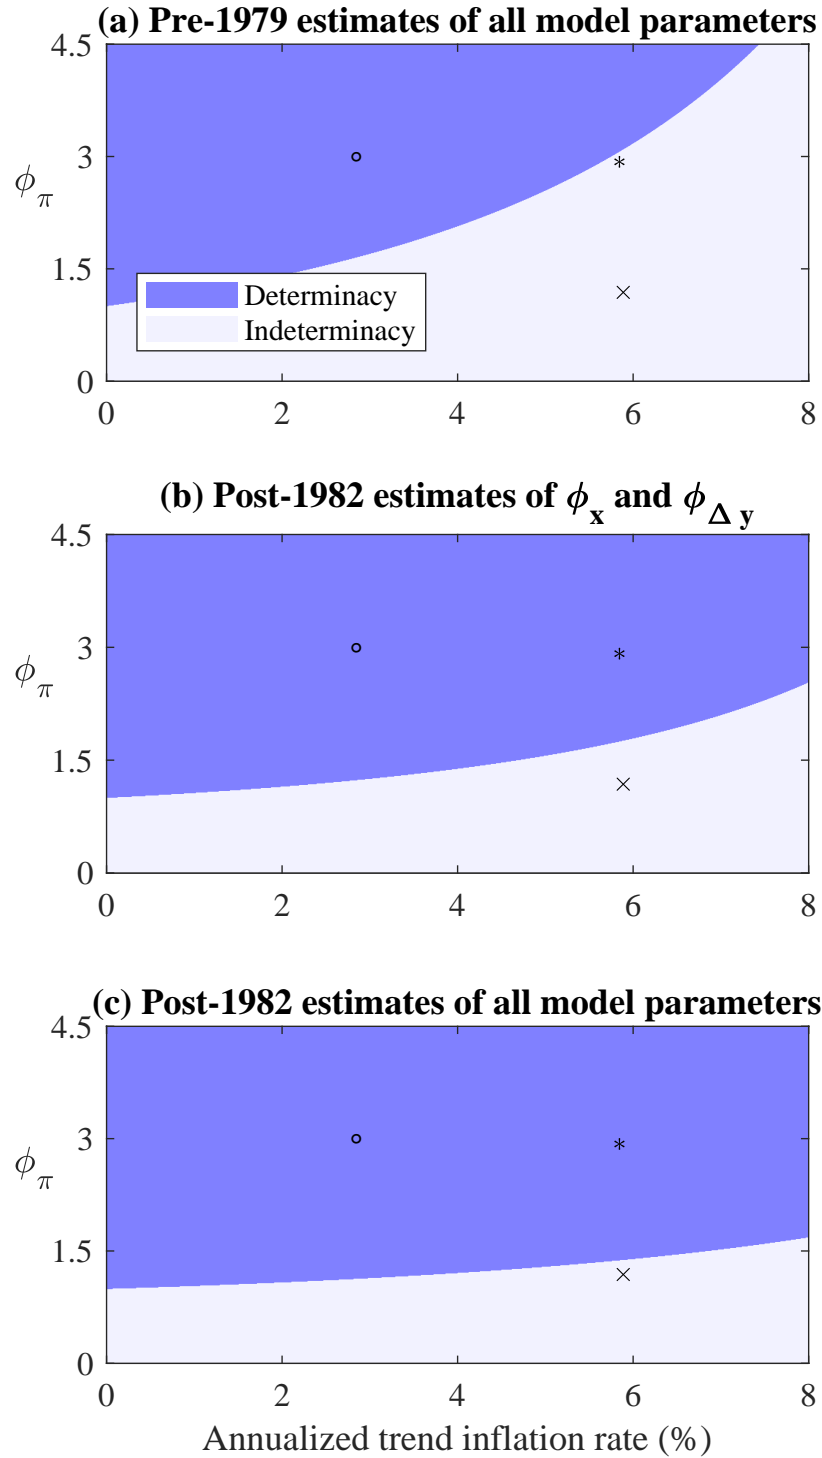 (a) Pre-1979 estimates of all model parameters
4.5
3
ϕ_π
1.5
Determinacy
Indeterminacy
0
0 2 4 6 8
(b) Post-1982 estimates of ϕ_x and ϕ_Δ y
4.5
3
ϕ_π
1.5
0
0 2 4 6 8
(c) Post-1982 estimates of all model parameters
4.5
3
ϕ_π
1.5
0
0 2 4 6 8
Annualized trend inflation rate (%)